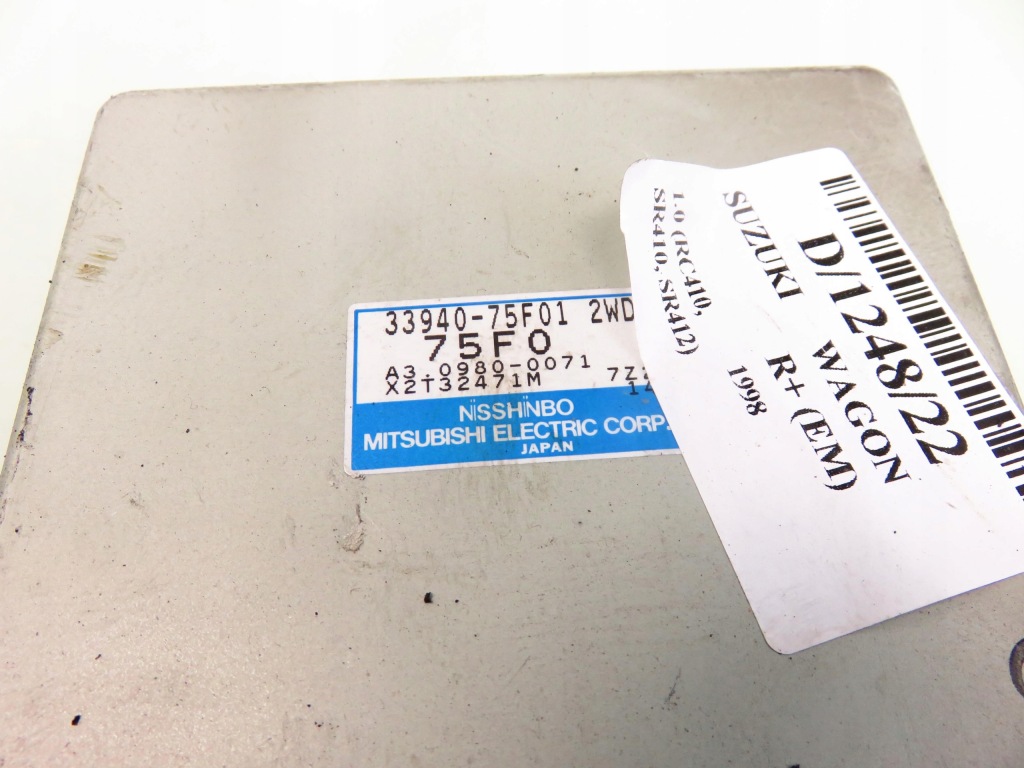 33940-75F01 2WD
75F0
A3 0980-0071
X2T32471M
NISSHINBO
MITSUBISHI ELECTRIC CORP.
JAPAN
D/1248/22
SUZUKI WAGON
R+ (EM)
1.0 (RC410,
SR410, SR412)
1998